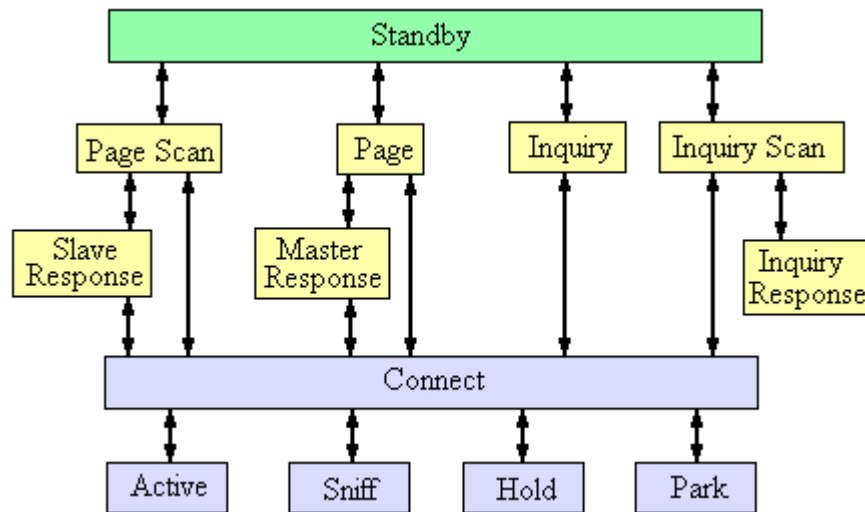 Standby
Page Scan
Page
Inquiry
Inquiry Scan
Slave
Response
Master
Response
Inquiry
Response
Connect
Active
Sniff
Hold
Park